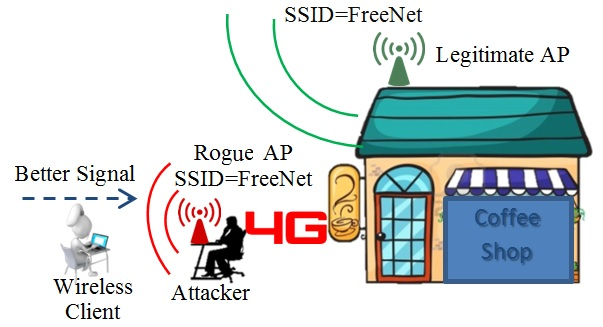 SSID=FreeNet
Legitimate AP
Rogue AP
SSID=FreeNet
Better Signal
4G
Coffee
Shop
Wireless
Client
Attacker